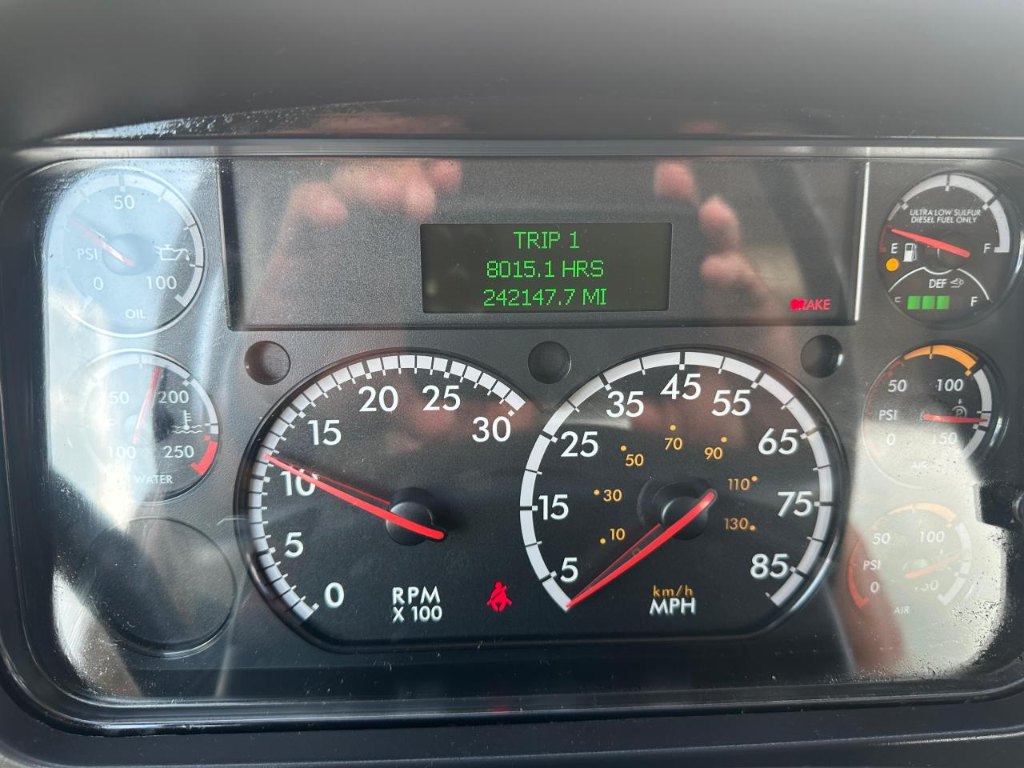 TRIP 1
8015.1 HRS
242147.7 MI
BRAKE
50
PSI
0
100
OIL
50
200
100
250
WATER
0
5
10
15
20
25
30
RPM
X 100
5
15
25
35
45
55
65
75
85
10
30
50
70
90
110
130
km/h
MPH
ULTRA LOW SULFUR
DIESEL FUEL ONLY
E
F
DEF
E
F
50
100
PSI
0
150
AIR
50
100
PSI
0
AIR